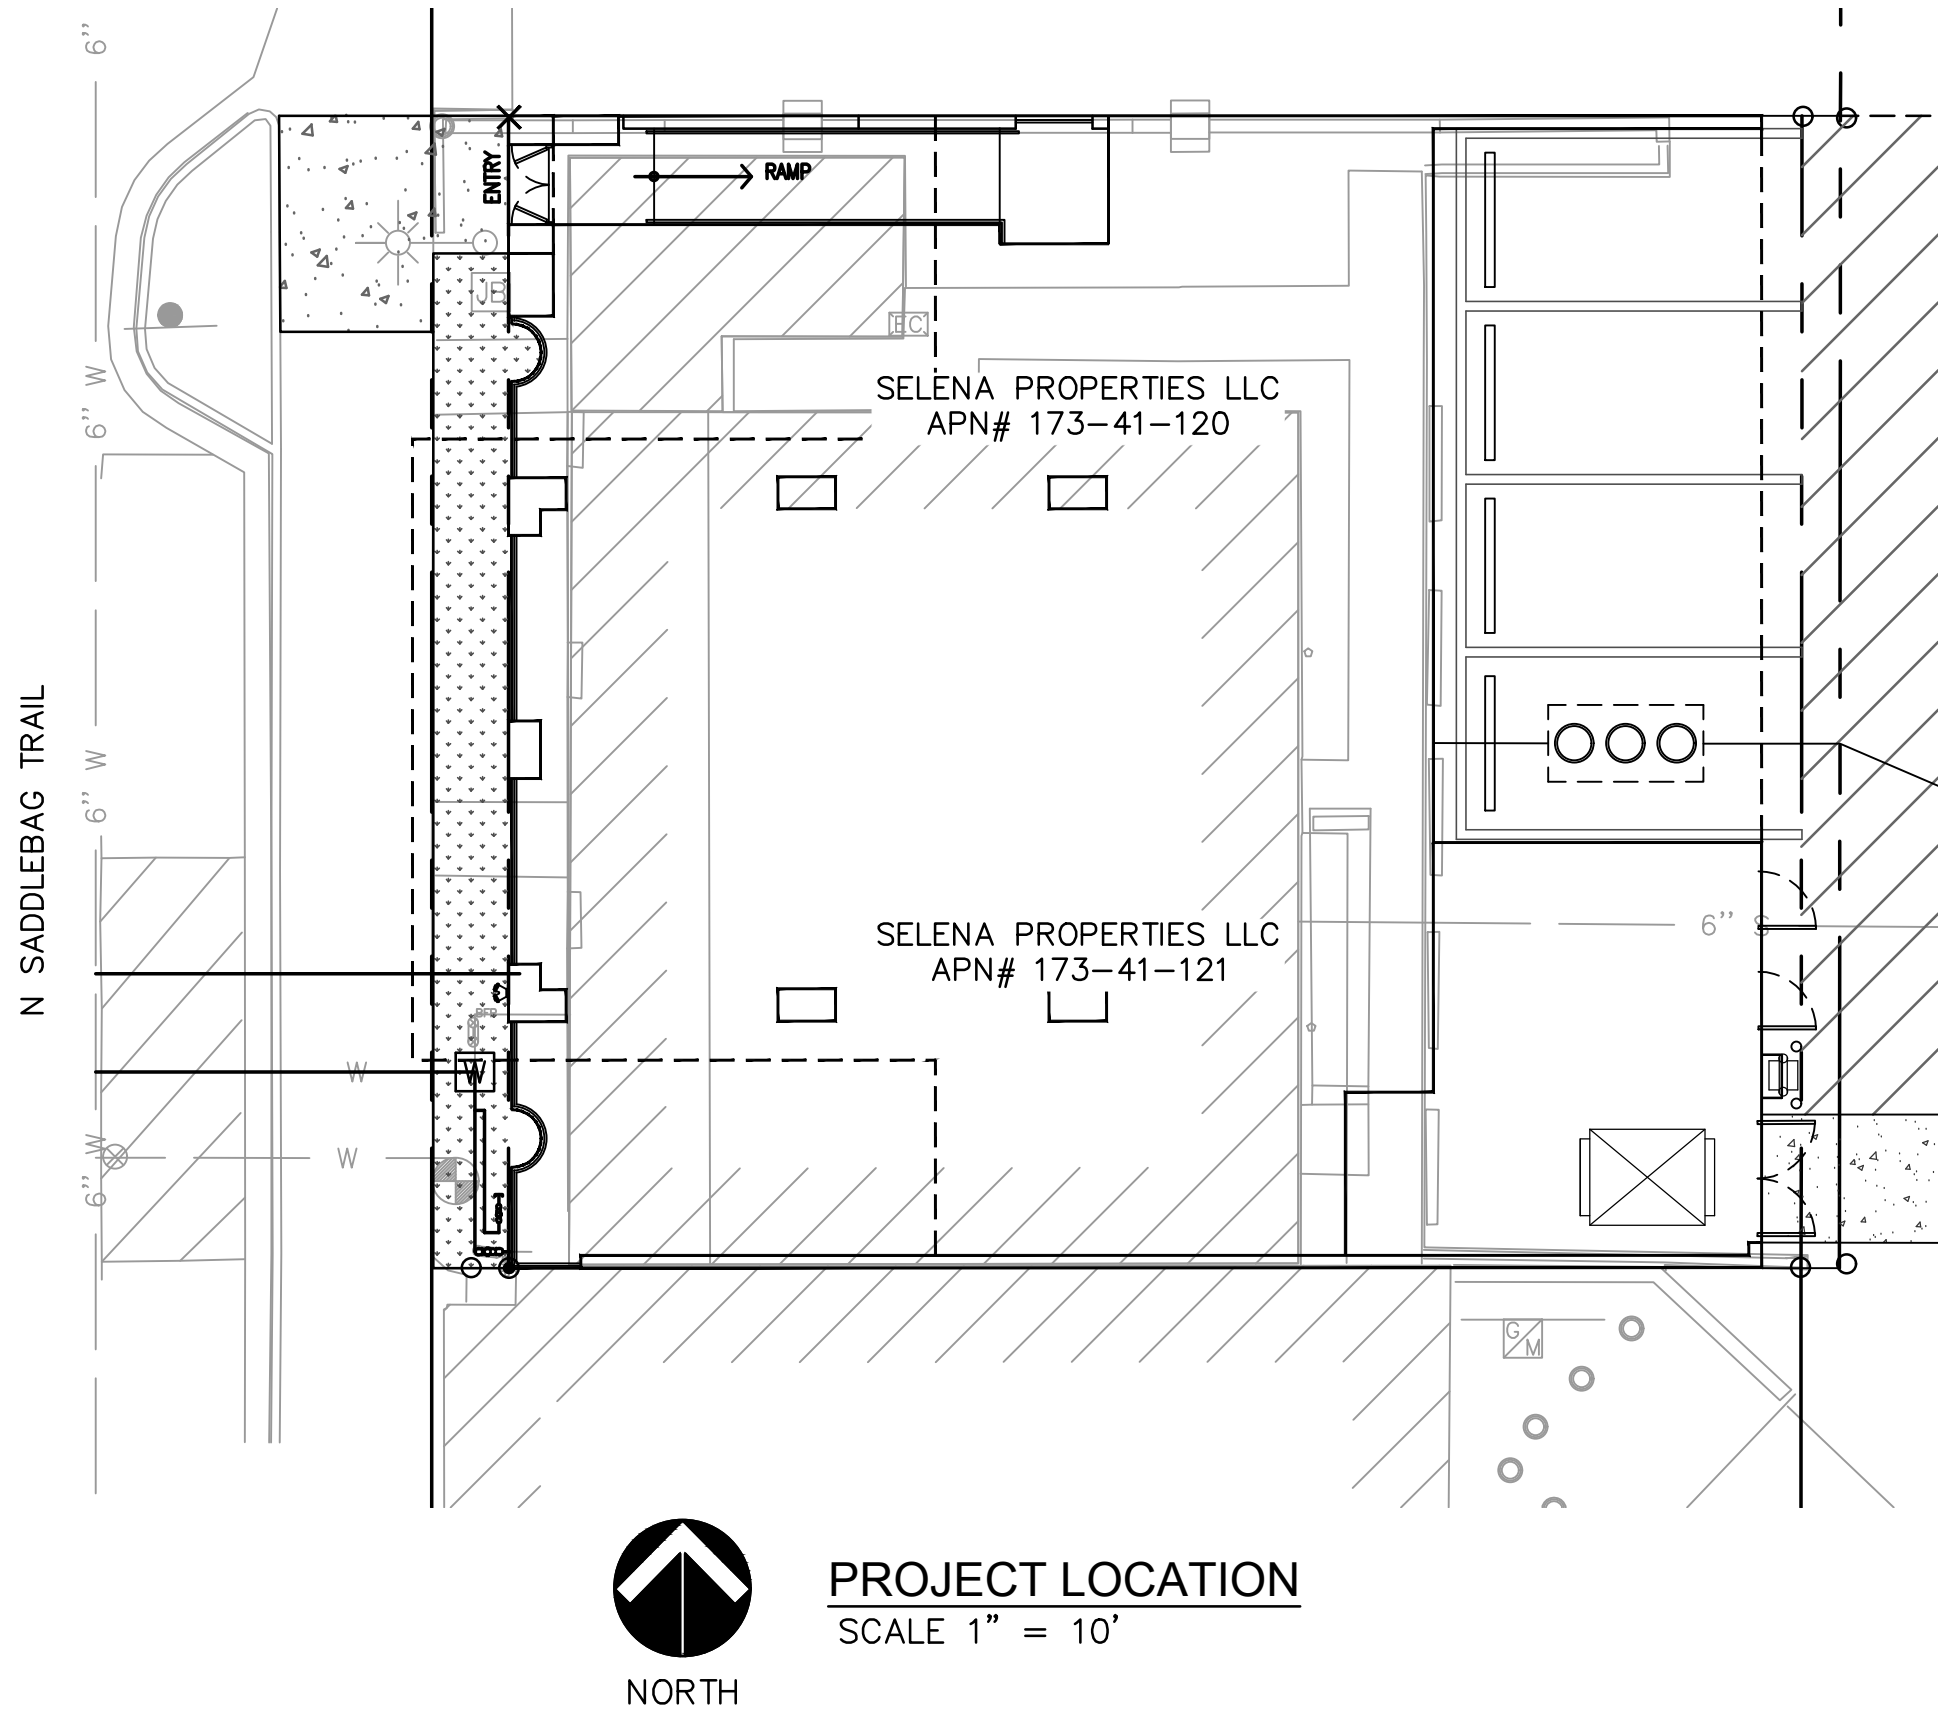 6"
W
6"
ENTRY
RAMP
JB
EC
SELENA PROPERTIES LLC
APN# 173-41-120
N SADDLEBAG TRAIL
W
6"
6" S
SELENA PROPERTIES LLC
APN# 173-41-121
BFP
W
W
W
W
6"
G
M
PROJECT LOCATION
SCALE 1" = 10'
NORTH